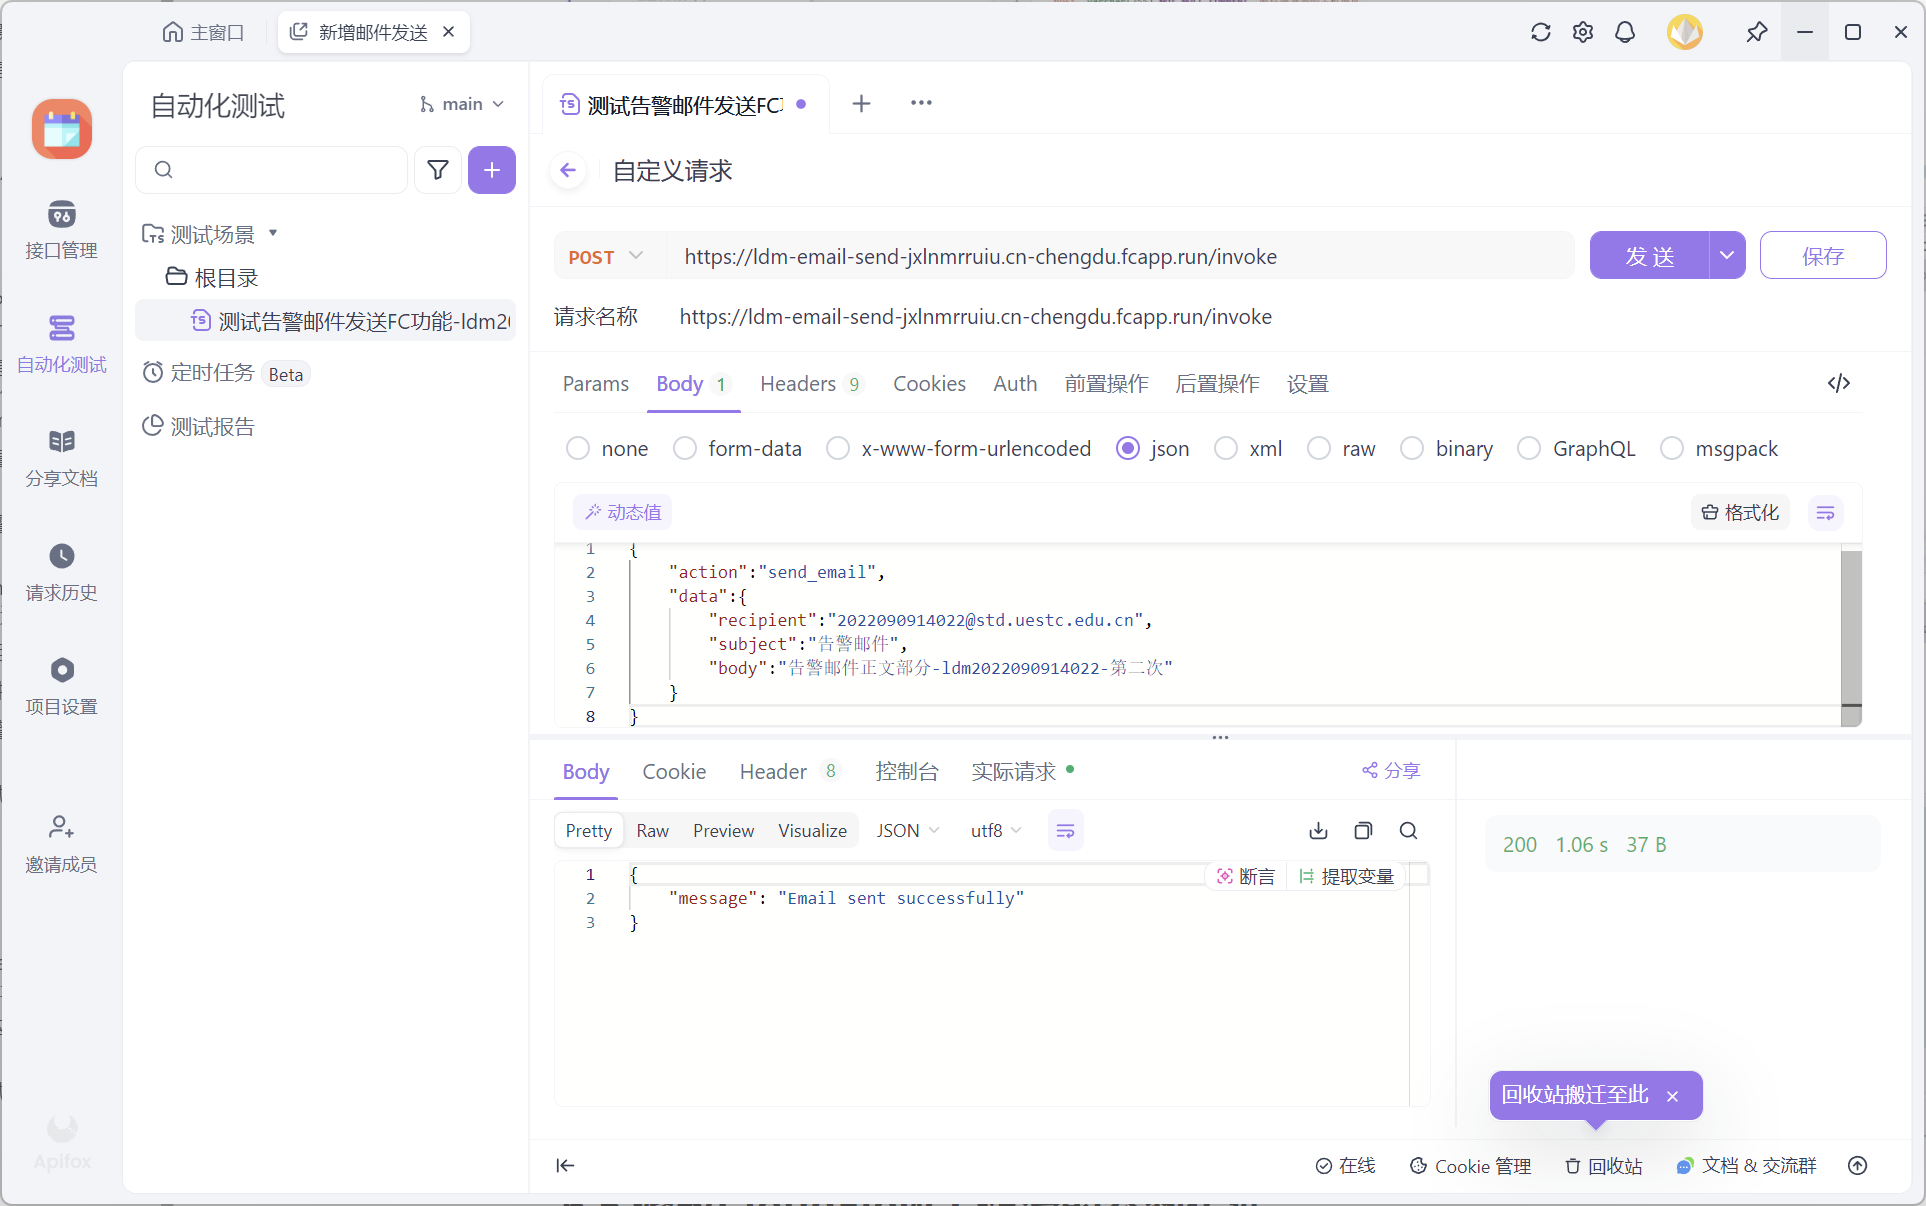 主窗口
新增邮件发送
自动化测试
main
接口管理
自动化测试
分享文档
请求历史
项目设置
邀请成员
Apifox
测试场景
根目录
测试告警邮件发送FC功能-ldm2
定时任务 Beta
测试报告
测试告警邮件发送FC
自定义请求
POST https://ldm-email-send-jxlnmrruiu.cn-chengdu.fcapp.run/invoke 发 送 保存
请求名称 https://ldm-email-send-jxlnmrruiu.cn-chengdu.fcapp.run/invoke
Params Body 1 Headers 9 Cookies Auth 前置操作 后置操作 设置
none form-data x-www-form-urlencoded json xml raw binary GraphQL msgpack
动态值 格式化
1 {
2 "action":"send_email",
3 "data":{
4 "recipient":"2022090914022@std.uestc.edu.cn",
5 "subject":"告警邮件",
6 "body":"告警邮件正文部分-ldm2022090914022-第二次"
7 }
8 }
Body Cookie Header 8 控制台 实际请求 分享
Pretty Raw Preview Visualize JSON utf8
200 1.06 s 37 B
1 { 断言 提取变量
2 "message": "Email sent successfully"
3 }
回收站搬迁至此
在线 Cookie 管理 回收站 文档 & 交流群